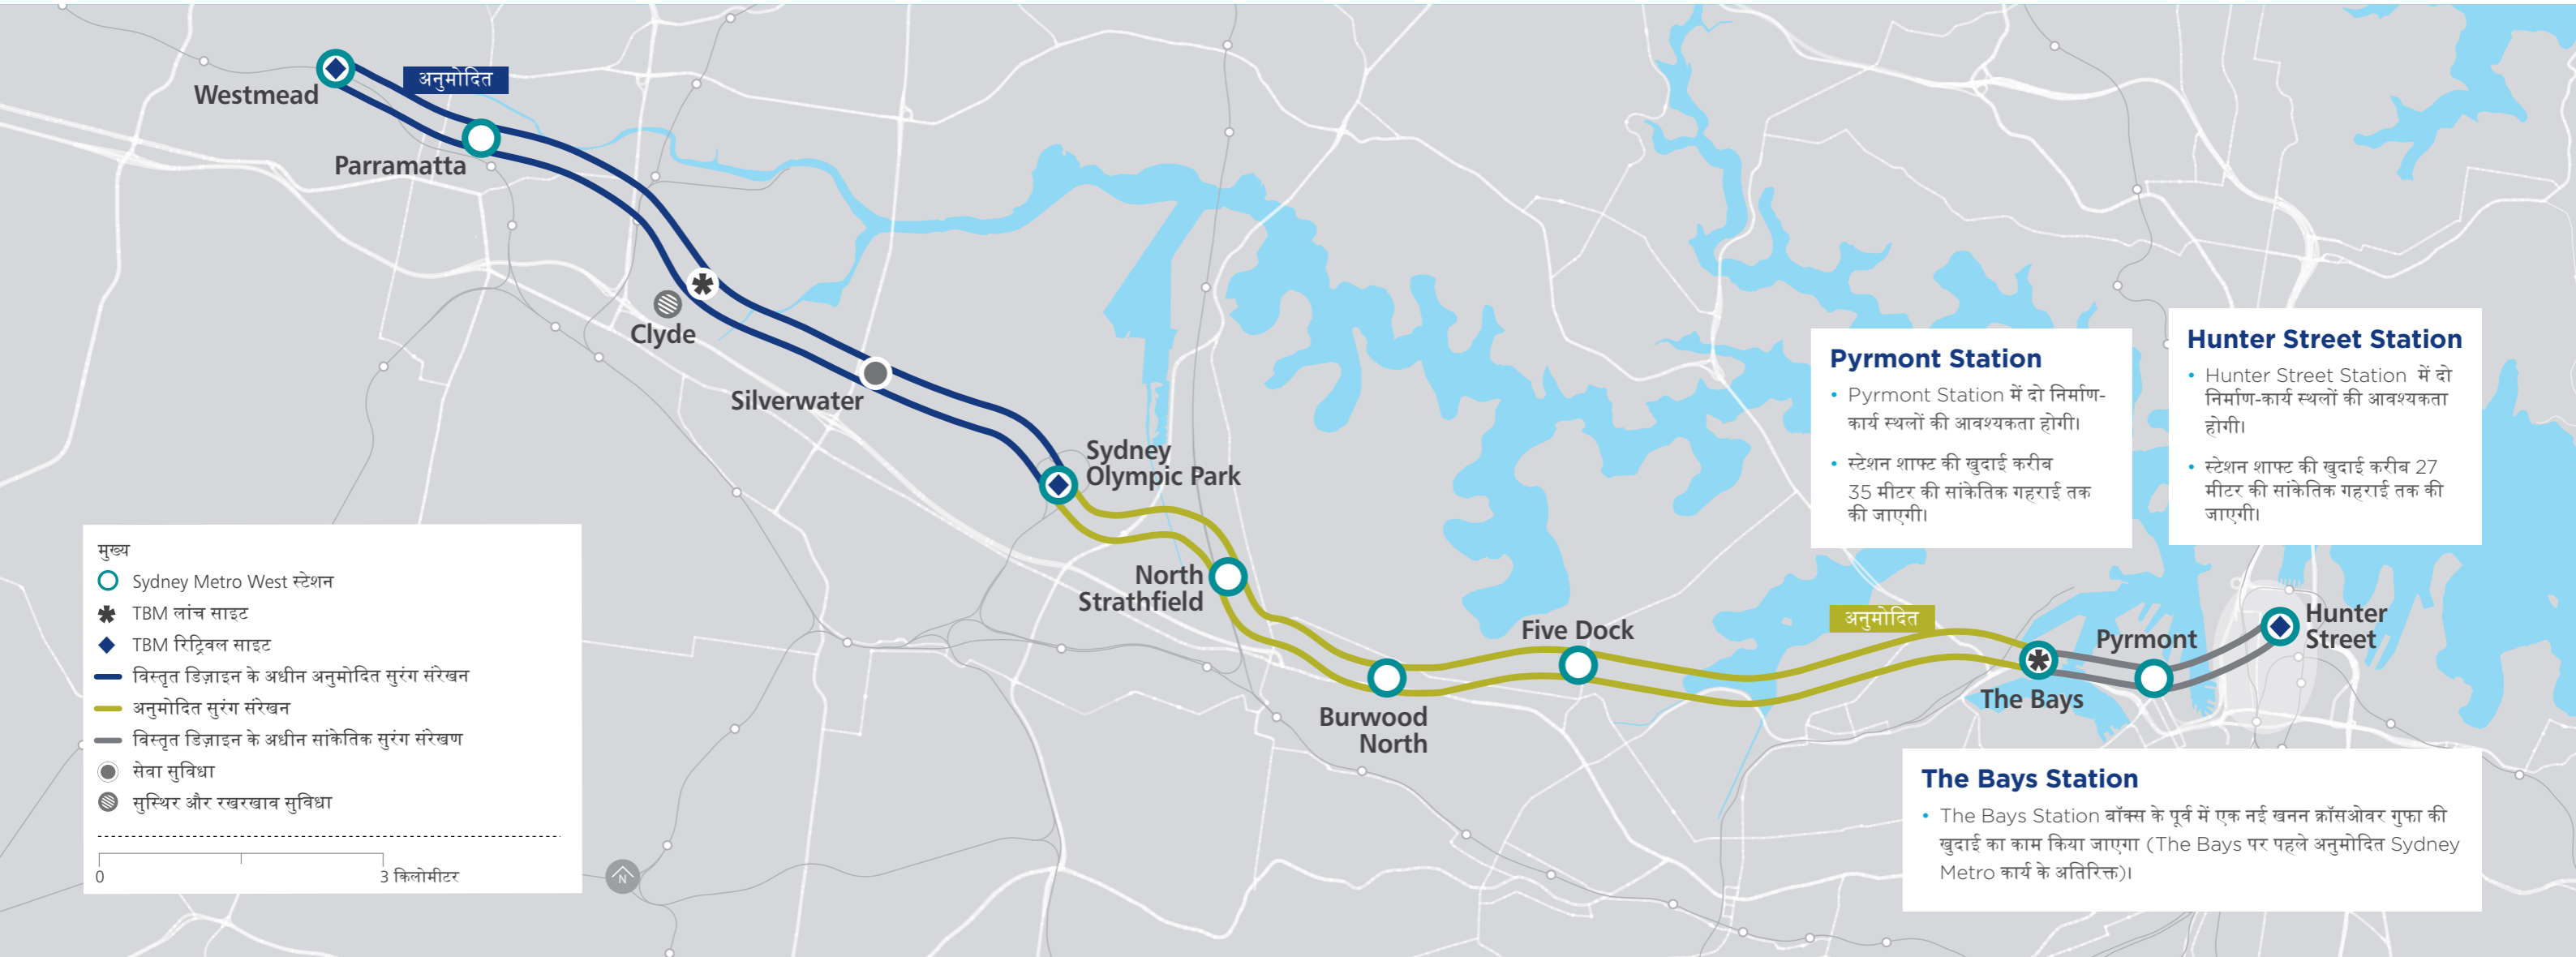 Westmead
अनुमोदित
Parramatta
Clyde
Silverwater
Sydney
Olympic Park
North
Strathfield
Burwood
North
Five Dock
अनुमोदित
The Bays
Pyrmont
Hunter
Street
Pyrmont Station
• Pyrmont Station में दो निर्माण-
कार्य स्थलों की आवश्यकता होगी।
• स्टेशन शाफ्ट की खुदाई करीब
35 मीटर की सांकेतिक गहराई तक
की जाएगी।
Hunter Street Station
• Hunter Street Station में दो
निर्माण-कार्य स्थलों की आवश्यकता
होगी।
• स्टेशन शाफ्ट की खुदाई करीब 27
मीटर की सांकेतिक गहराई तक की
जाएगी।
The Bays Station
• The Bays Station बॉक्स के पूर्व में एक नई खनन क्रॉसओवर गुफा की
खुदाई का काम किया जाएगा (The Bays पर पहले अनुमोदित Sydney
Metro कार्य के अतिरिक्त)।
मुख्य
Sydney Metro West स्टेशन
TBM लांच साइट
TBM रिट्रिवल साइट
विस्तृत डिज़ाइन के अधीन अनुमोदित सुरंग संरेखन
अनुमोदित सुरंग संरेखन
विस्तृत डिज़ाइन के अधीन सांकेतिक सुरंग संरेखण
सेवा सुविधा
सुस्थिर और रखरखाव सुविधा
0 3 किलोमीटर
N